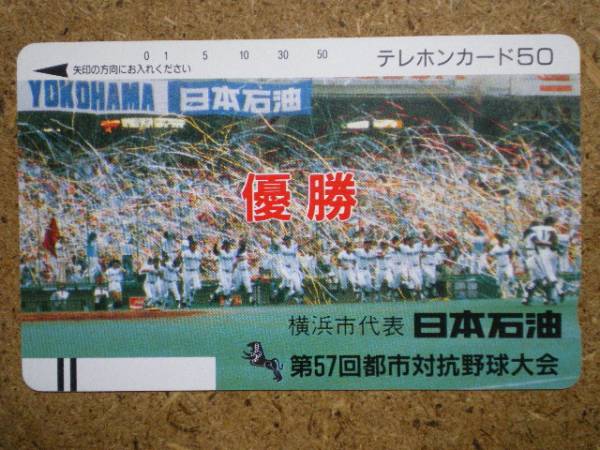 0 1 5 10 30 50
テレホンカード50
矢印の方向にお入れください
YOKOHAMA 日本石油
優勝
横浜市代表 日本石油
第57回都市対抗野球大会